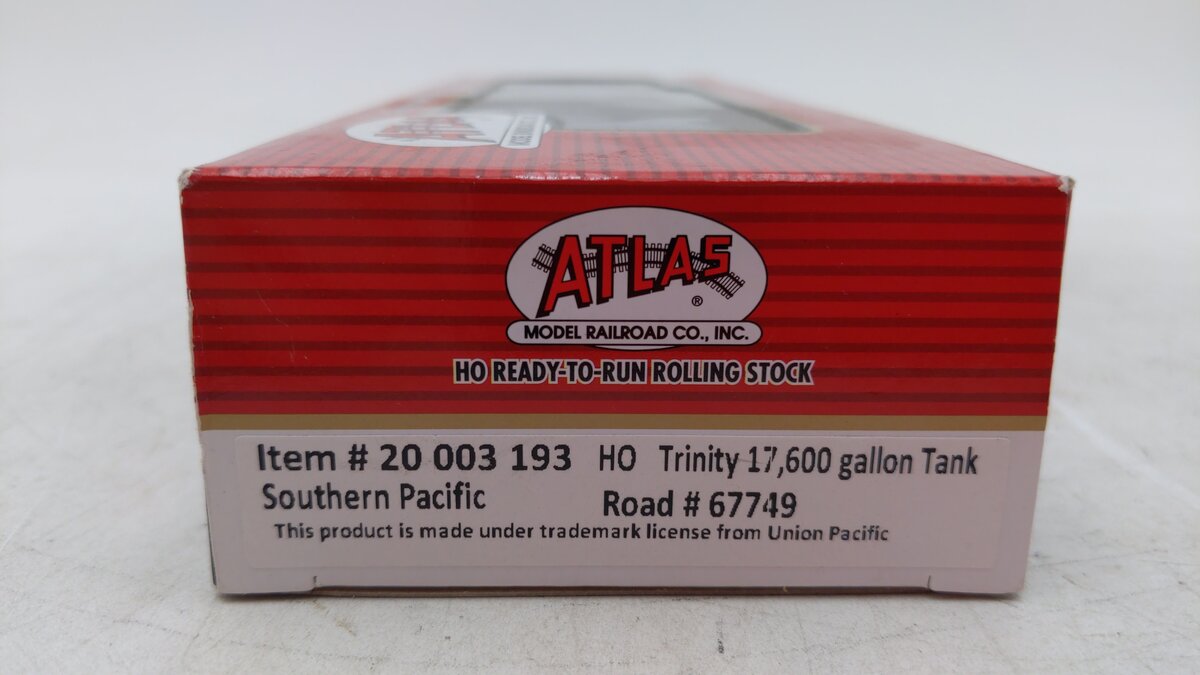 ATLAS
ATLAS ®
MODEL RAILROAD CO., INC.
HO READY-TO-RUN ROLLING STOCK
Item # 20 003 193 HO Trinity 17,600 gallon Tank
Southern Pacific Road # 67749
This product is made under trademark license from Union Pacific